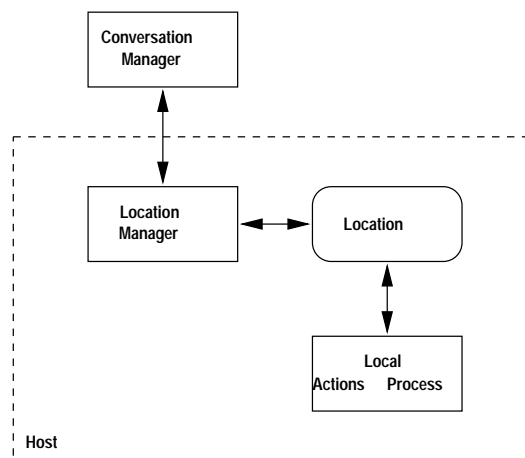 Conversation
Manager
Location
Manager
Location
Local
Actions Process
Host